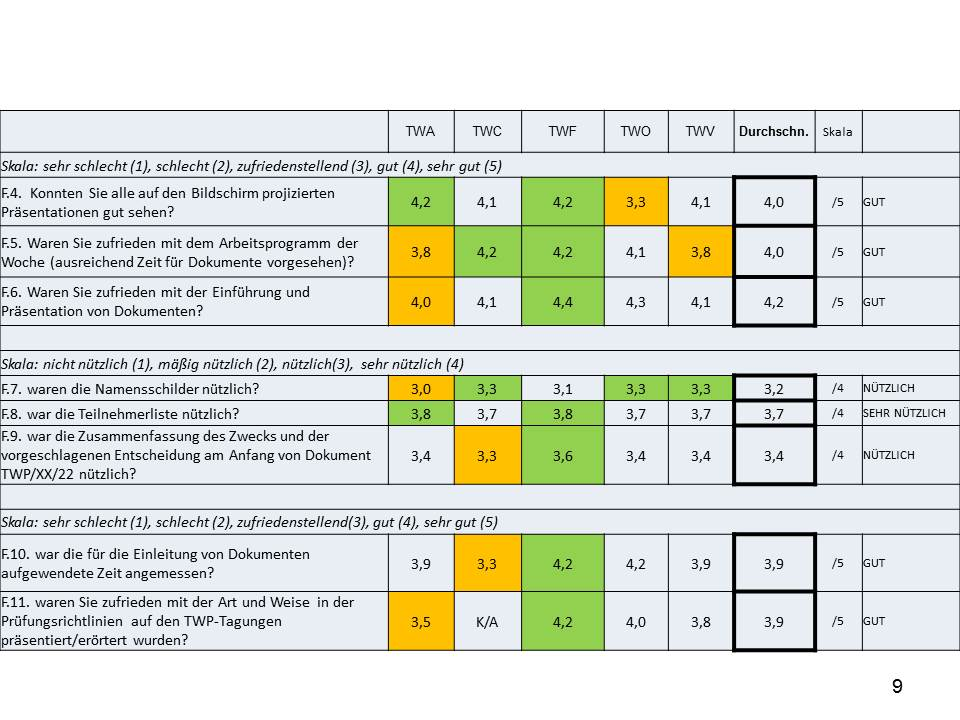 TWA TWC TWF TWO TWV Durchschn. Skala
Skala: sehr schlecht (1), schlecht (2), zufriedenstellend (3), gut (4), sehr gut (5)
F.4. Konnten Sie alle auf den Bildschirm projizierten
Präsentationen gut sehen?
4,2 4,1 4,2 3,3 4,1 4,0 /5 GUT
F.5. Waren Sie zufrieden mit dem Arbeitsprogramm der
Woche (ausreichend Zeit für Dokumente vorgesehen)?
3,8 4,2 4,2 4,1 3,8 4,0 /5 GUT
F.6. Waren Sie zufrieden mit der Einführung und
Präsentation von Dokumenten?
4,0 4,1 4,4 4,3 4,1 4,2 /5 GUT
Skala: nicht nützlich (1), mäßig nützlich (2), nützlich(3), sehr nützlich (4)
F.7. waren die Namensschilder nützlich? 3,0 3,3 3,1 3,3 3,3 3,2 /4 NÜTZLICH
F.8. war die Teilnehmerliste nützlich? 3,8 3,7 3,8 3,7 3,7 3,7 /4 SEHR NÜTZLICH
F.9. war die Zusammenfassung des Zwecks und der
vorgeschlagenen Entscheidung am Anfang von Dokument
TWP/XX/22 nützlich?
3,4 3,3 3,6 3,4 3,4 3,4 /4 NÜTZLICH
Skala: sehr schlecht (1), schlecht (2), zufriedenstellend(3), gut (4), sehr gut (5)
F.10. war die für die Einleitung von Dokumenten
aufgewendete Zeit angemessen?
3,9 3,3 4,2 4,2 3,9 3,9 /5 GUT
F.11. waren Sie zufrieden mit der Art und Weise in der
Prüfungsrichtlinien auf den TWP-Tagungen
präsentiert/erörtert wurden?
3,5 K/A 4,2 4,0 3,8 3,9 /5 GUT
9